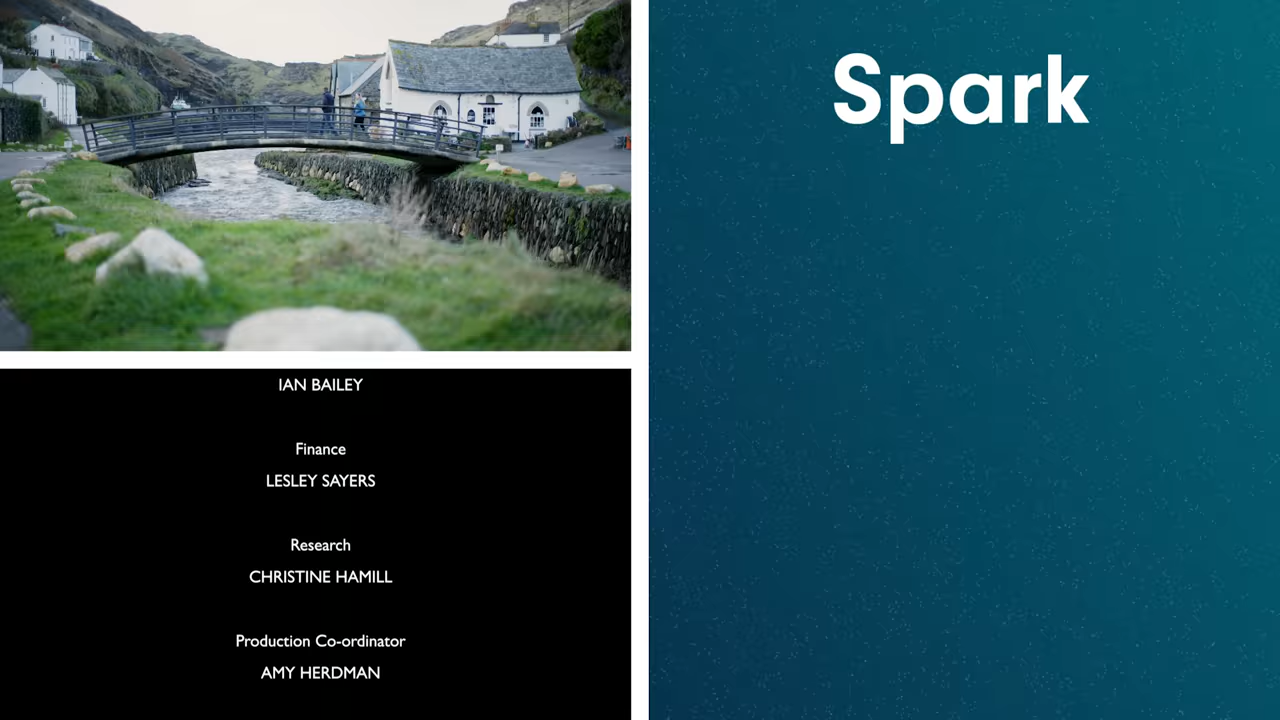 Spark
IAN BAILEY
Finance
LESLEY SAYERS
Research
CHRISTINE HAMILL
Production Co-ordinator
AMY HERDMAN